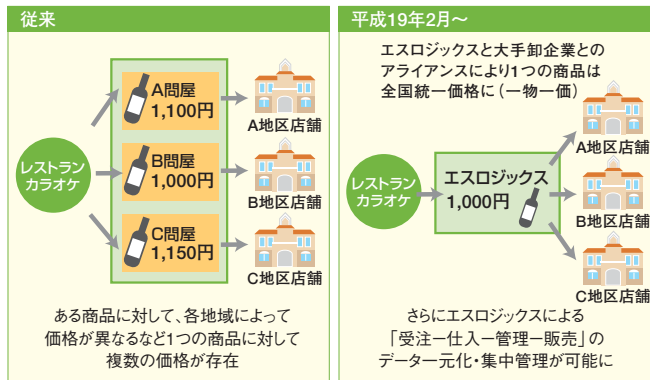 従来
A問屋
1,100円
A地区店舗
レストラン
カラオケ
B問屋
1,000円
B地区店舗
C問屋
1,150円
C地区店舗
ある商品に対して、各地域によって
価格が異なるなど1つの商品に対して
複数の価格が存在
平成19年2月〜
エスロジックスと大手卸企業との
アライアンスにより1つの商品は
全国統一価格に(一物一価)
A地区店舗
レストラン
カラオケ
エスロジックス
1,000円
B地区店舗
C地区店舗
さらにエスロジックスによる
「受注ー仕入ー管理ー販売」の
データ一元化・集中管理が可能に